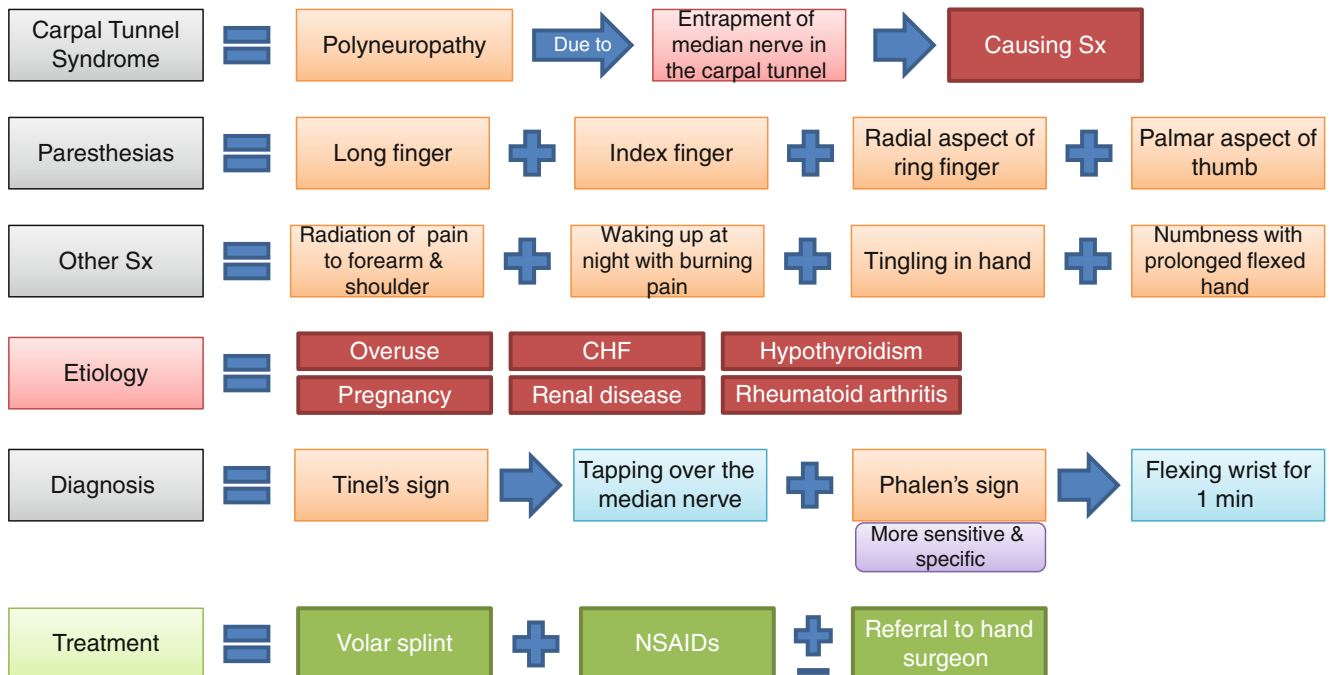 Carpal Tunnel
Syndrome
Polyneuropathy
Due to
Entrapment of
median nerve in
the carpal tunnel
Causing Sx
Paresthesias
Long finger
Index finger
Radial aspect of
ring finger
Palmar aspect of
thumb
Other Sx
Radiation of pain
to forearm &
shoulder
Waking up at
night with burning
pain
Tingling in hand
Numbness with
prolonged flexed
hand
Etiology
Overuse
CHF
Hypothyroidism
Pregnancy
Renal disease
Rheumatoid arthritis
Diagnosis
Tinel's sign
Tapping over the
median nerve
Phalen's sign
More sensitive &
specific
Flexing wrist for
1 min
Treatment
Volar splint
NSAIDs
Referral to hand
surgeon